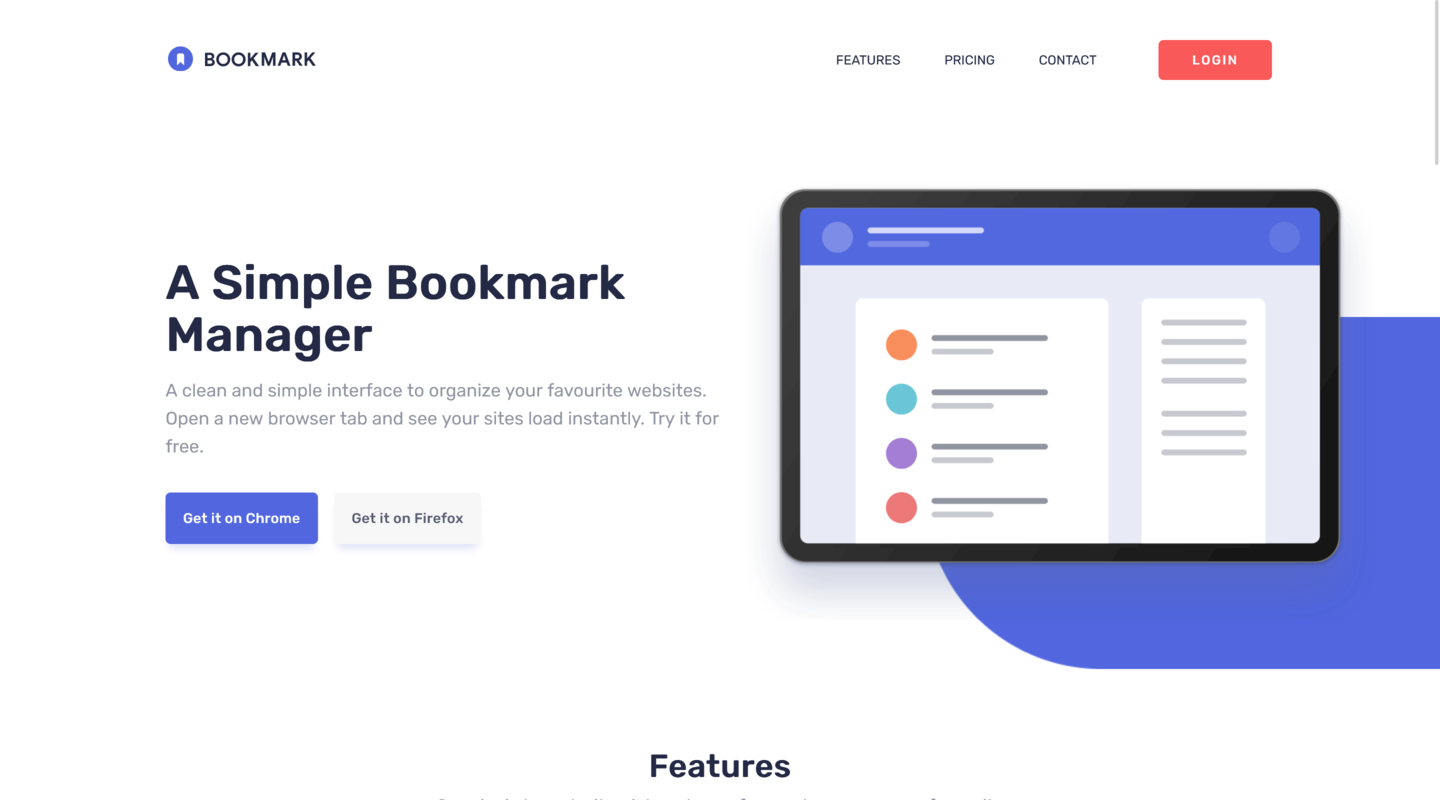 BOOKMARK
FEATURES
PRICING
CONTACT
LOGIN
A Simple Bookmark
Manager
A clean and simple interface to organize your favourite websites.
Open a new browser tab and see your sites load instantly. Try it for
free.
Get it on Chrome
Get it on Firefox
Features